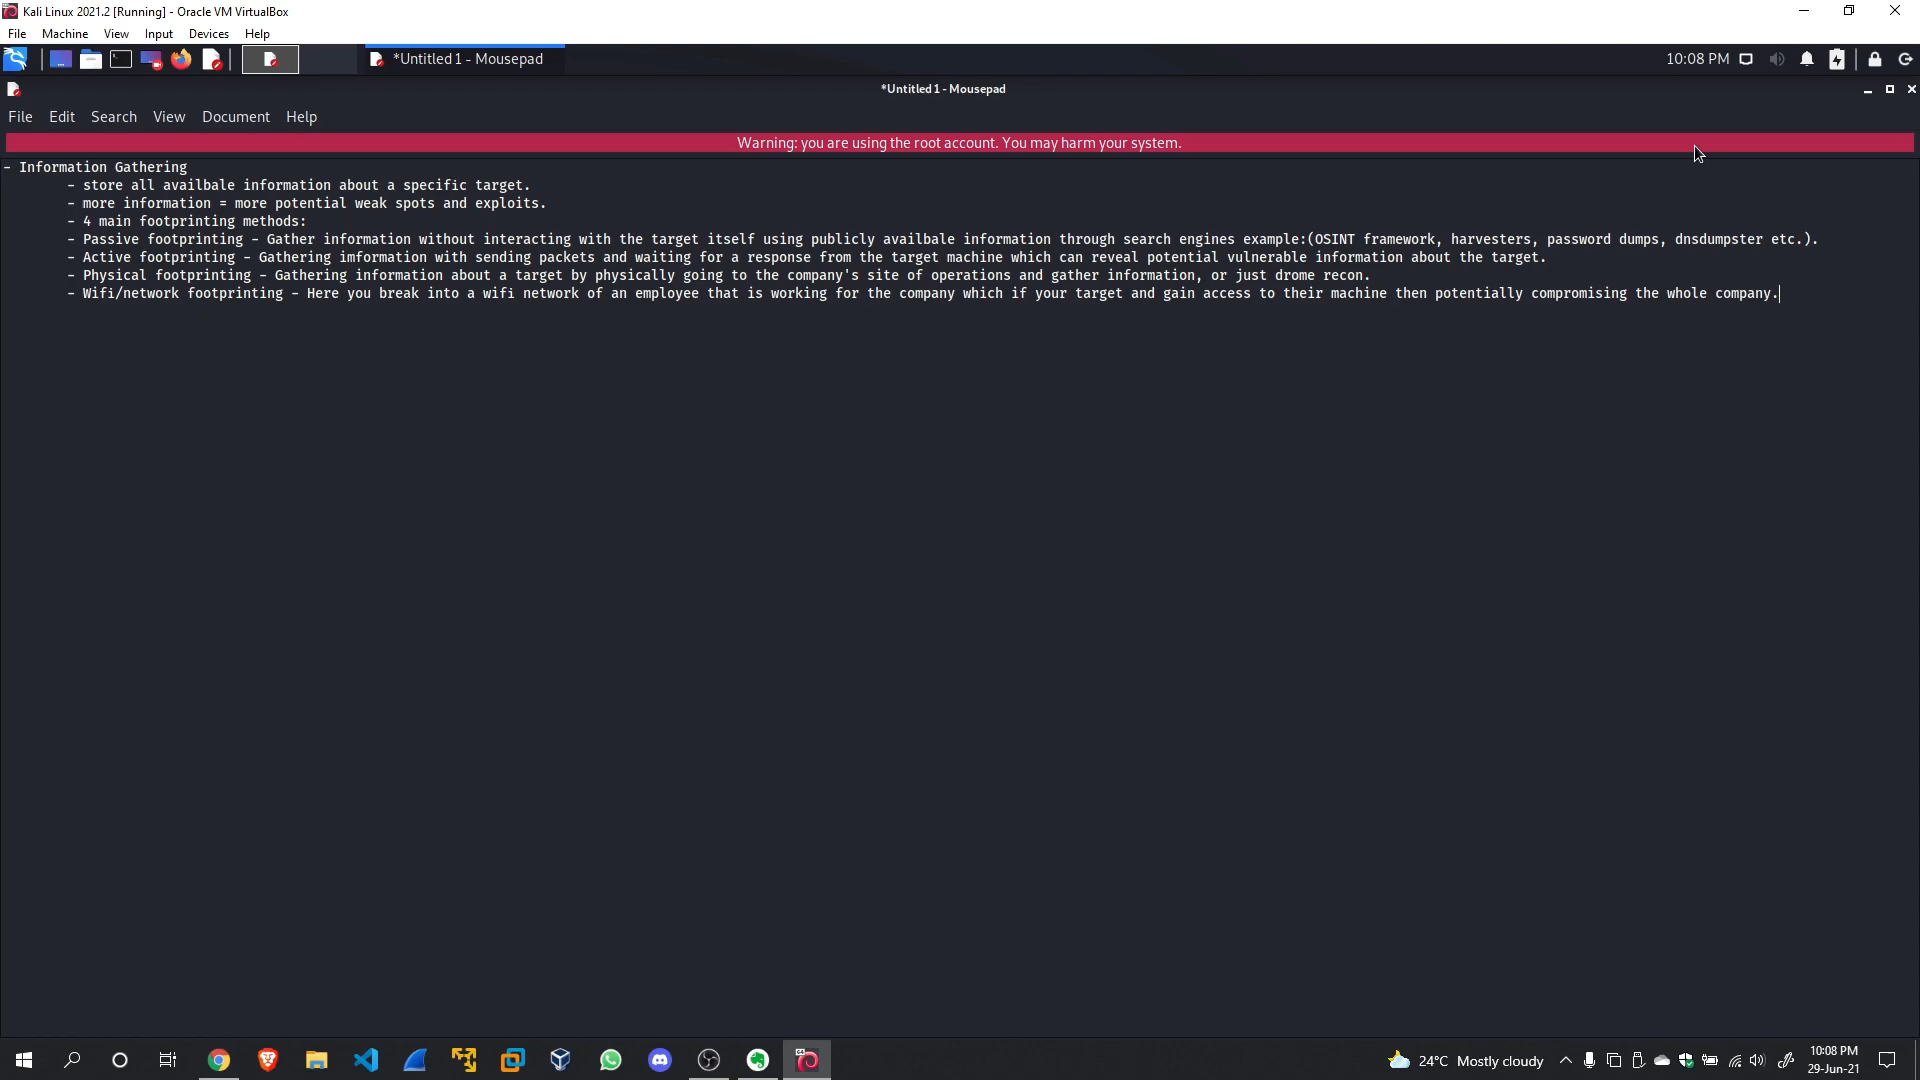 Kali Linux 2021.2 [Running] - Oracle VM VirtualBox
File Machine View Input Devices Help
*Untitled 1 - Mousepad
10:08 PM
*Untitled 1 - Mousepad
File Edit Search View Document Help
Warning: you are using the root account. You may harm your system.
- Information Gathering
- store all availbale information about a specific target.
- more information = more potential weak spots and exploits.
- 4 main footprinting methods:
- Passive footprinting - Gather information without interacting with the target itself using publicly availbale information through search engines example:(OSINT framework, harvesters, password dumps, dnsdumpster etc.).
- Active footprinting - Gathering imformation with sending packets and waiting for a response from the target machine which can reveal potential vulnerable information about the target.
- Physical footprinting - Gathering information about a target by physically going to the company's site of operations and gather information, or just drome recon.
- Wifi/network footprinting - Here you break into a wifi network of an employee that is working for the company which if your target and gain access to their machine then potentially compromising the whole company.
24°C Mostly cloudy
10:08 PM
29-Jun-21